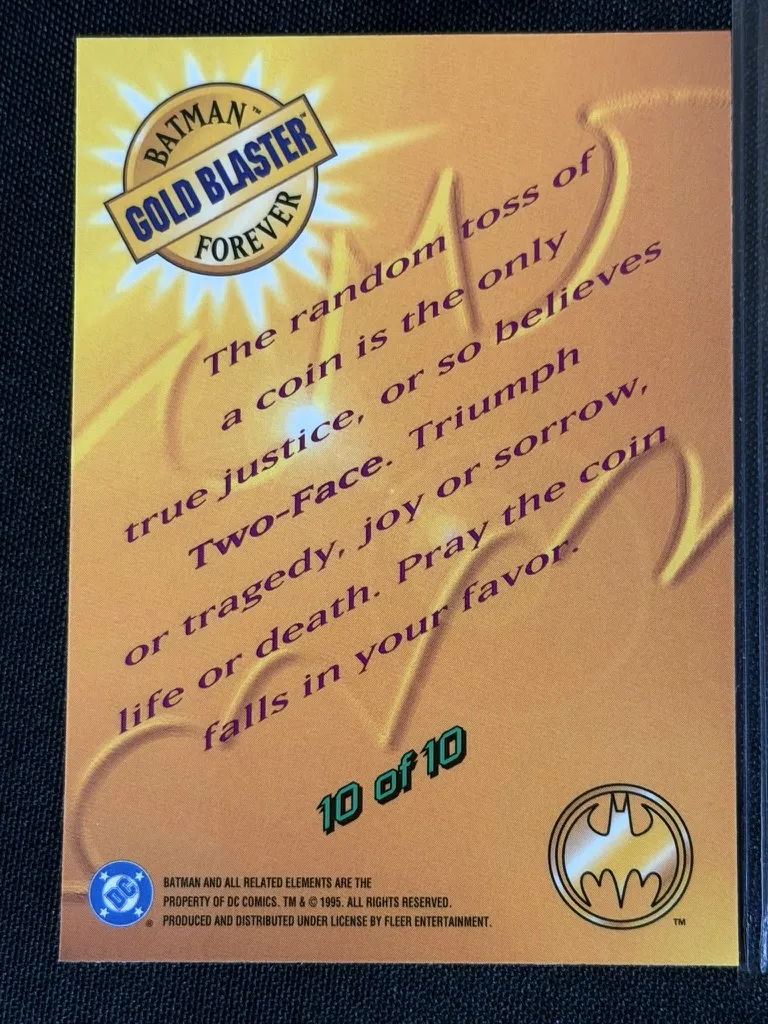 BATMAN™
GOLD BLASTER™
FOREVER
The random toss of
a coin is the only
true justice, or so believes
Two-Face. Triumph
or tragedy, joy or sorrow,
life or death. Pray the coin
falls in your favor.
10 of 10
DC
®
BATMAN AND ALL RELATED ELEMENTS ARE THE
PROPERTY OF DC COMICS. TM & © 1995. ALL RIGHTS RESERVED.
PRODUCED AND DISTRIBUTED UNDER LICENSE BY FLEER ENTERTAINMENT.
™